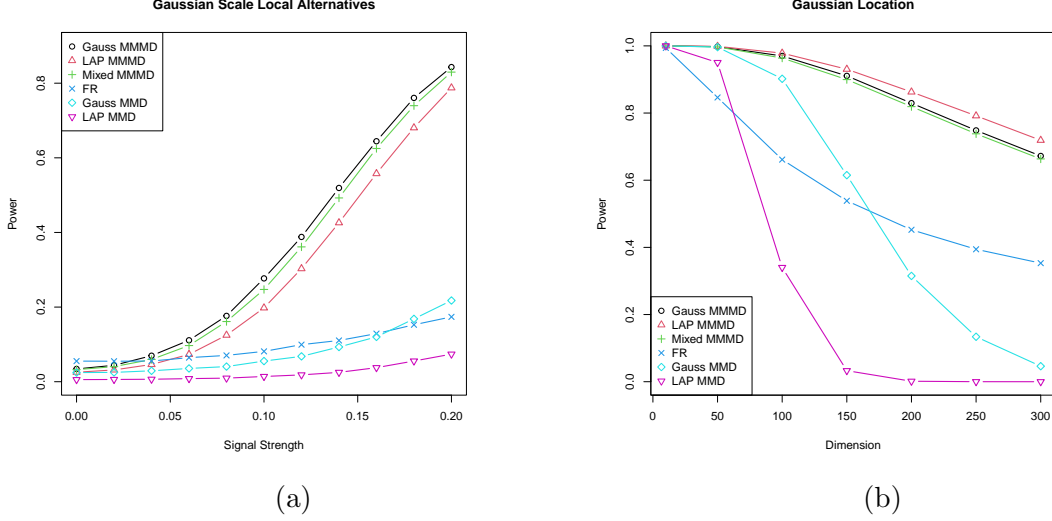 Gaussian Scale Local Alternatives
Power
0.0
0.2
0.4
0.6
0.8
Gauss MMMD
LAP MMMD
Mixed MMMD
FR
Gauss MMD
LAP MMD
0.00 0.05 0.10 0.15 0.20
Signal Strength
(a)
Gaussian Location
Power
0.0
0.2
0.4
0.6
0.8
1.0
Gauss MMMD
LAP MMMD
Mixed MMMD
FR
Gauss MMD
LAP MMD
0 50 100 150 200 250 300
Dimension
(b)